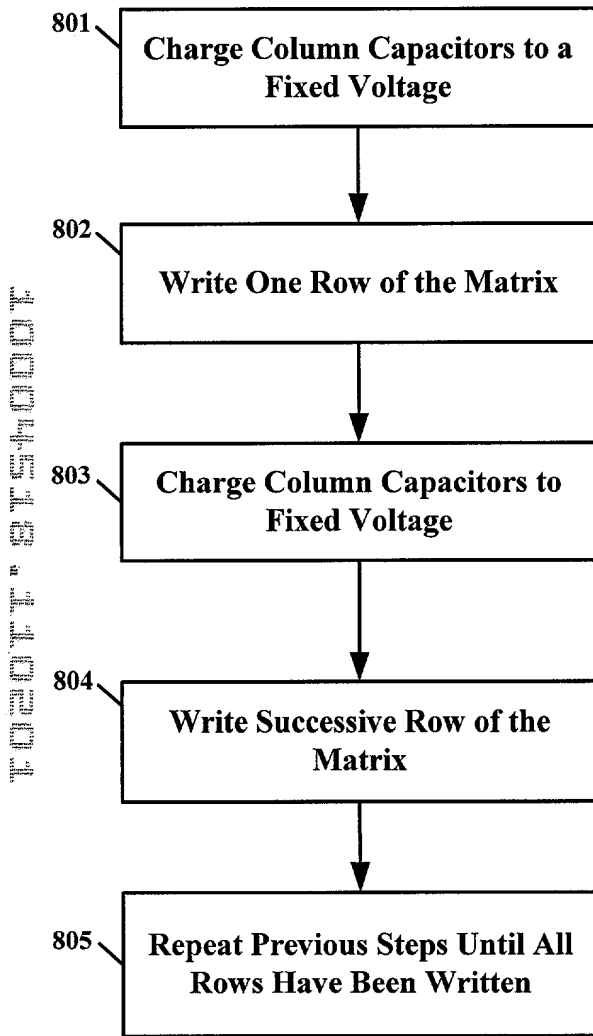 801
Charge Column Capacitors to a
Fixed Voltage
802
Write One Row of the Matrix
803
Charge Column Capacitors to
Fixed Voltage
804
Write Successive Row of the
Matrix
805
Repeat Previous Steps Until All
Rows Have Been Written
10004518.110201